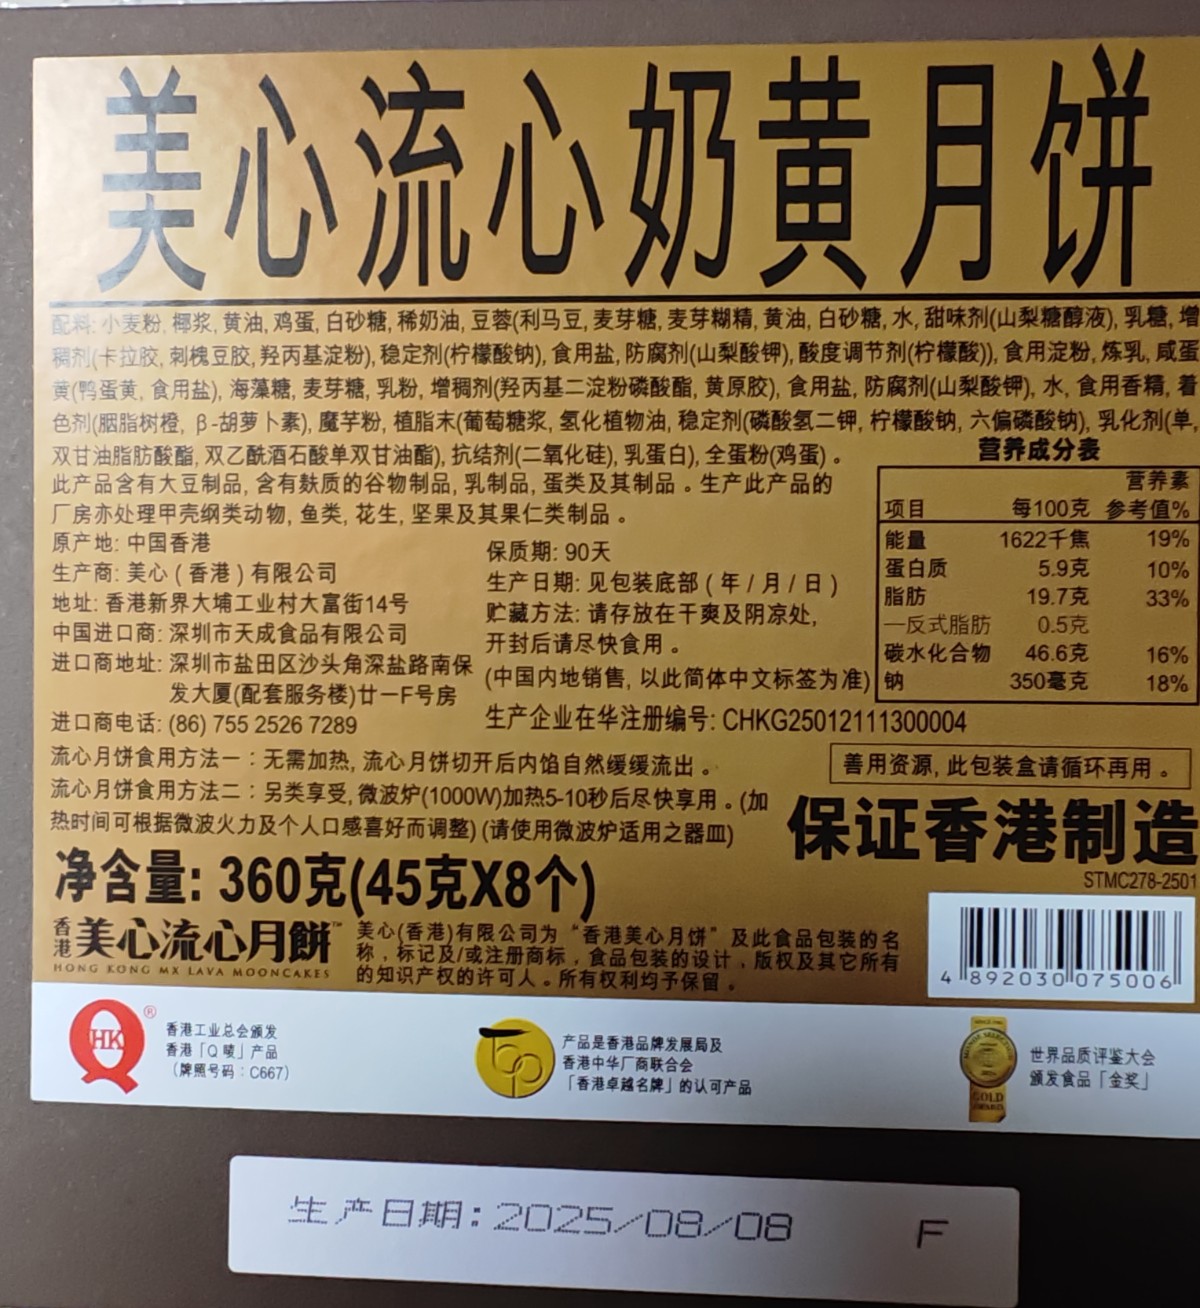 美心流心奶黄月饼
配料: 小麦粉, 椰浆, 黄油, 鸡蛋, 白砂糖, 稀奶油, 豆蓉(利马豆, 麦芽糖, 麦芽糊精, 黄油, 白砂糖, 水, 甜味剂(山梨糖醇液), 乳糖, 增
稠剂(卡拉胶, 刺槐豆胶, 羟丙基淀粉), 稳定剂(柠檬酸钠), 食用盐, 防腐剂(山梨酸钾), 酸度调节剂(柠檬酸)), 食用淀粉, 炼乳, 咸蛋
黄(鸭蛋黄, 食用盐), 海藻糖, 麦芽糖, 乳粉, 增稠剂(羟丙基二淀粉磷酸酯, 黄原胶), 食用盐, 防腐剂(山梨酸钾), 水, 食用香精, 着
色剂(胭脂树橙, β-胡萝卜素), 魔芋粉, 植脂末(葡萄糖浆, 氢化植物油, 稳定剂(磷酸氢二钾, 柠檬酸钠, 六偏磷酸钠), 乳化剂(单,
双甘油脂肪酸酯, 双乙酰酒石酸单双甘油酯), 抗结剂(二氧化硅), 乳蛋白), 全蛋粉(鸡蛋)。
此产品含有大豆制品, 含有麸质的谷物制品, 乳制品, 蛋类及其制品。生产此产品的
厂房亦处理甲壳纲类动物, 鱼类, 花生, 坚果及其果仁类制品。
原产地: 中国香港
生产商: 美心(香港)有限公司
地址: 香港新界大埔工业村大富街14号
中国进口商: 深圳市天成食品有限公司
进口商地址: 深圳市盐田区沙头角深盐路南保
发大厦(配套服务楼)廿一F号房
进口商电话: (86) 755 2526 7289
保质期: 90天
生产日期: 见包装底部(年/月/日)
贮藏方法: 请存放在干爽及阴凉处,
开封后请尽快食用。
(中国内地销售, 以此简体中文标签为准)
生产企业在华注册编号: CHKG25012111300004
营养成分表
营养素
项目 每100克 参考值%
能量 1622千焦 19%
蛋白质 5.9克 10%
脂肪 19.7克 33%
—反式脂肪 0.5克
碳水化合物 46.6克 16%
钠 350毫克 18%
流心月饼食用方法一：无需加热, 流心月饼切开后内馅自然缓缓流出。
流心月饼食用方法二：另类享受, 微波炉(1000W)加热5-10秒后尽快享用。(加
热时间可根据微波火力及个人口感喜好而调整) (请使用微波炉适用之器皿)
善用资源, 此包装盒请循环再用。
保证香港制造
STMC278-2501
净含量: 360克(45克X8个)
香港美心流心月餅™
HONG KONG MX LAVA MOONCAKES
美心(香港)有限公司为“香港美心月饼”及此食品包装的名
称，标记及/或注册商标，食品包装的设计，版权及其它所有
的知识产权的许可人。所有权利均予保留。
4 892030 075006
HK ®
香港工业总会颁发
香港「Q 唛」产品
(牌照号码：C667)
产品是香港品牌发展局及
香港中华厂商联合会
「香港卓越名牌」的认可产品
GOLD
世界品质评鉴大会
颁发食品「金奖」
生产日期: 2025/08/08 F